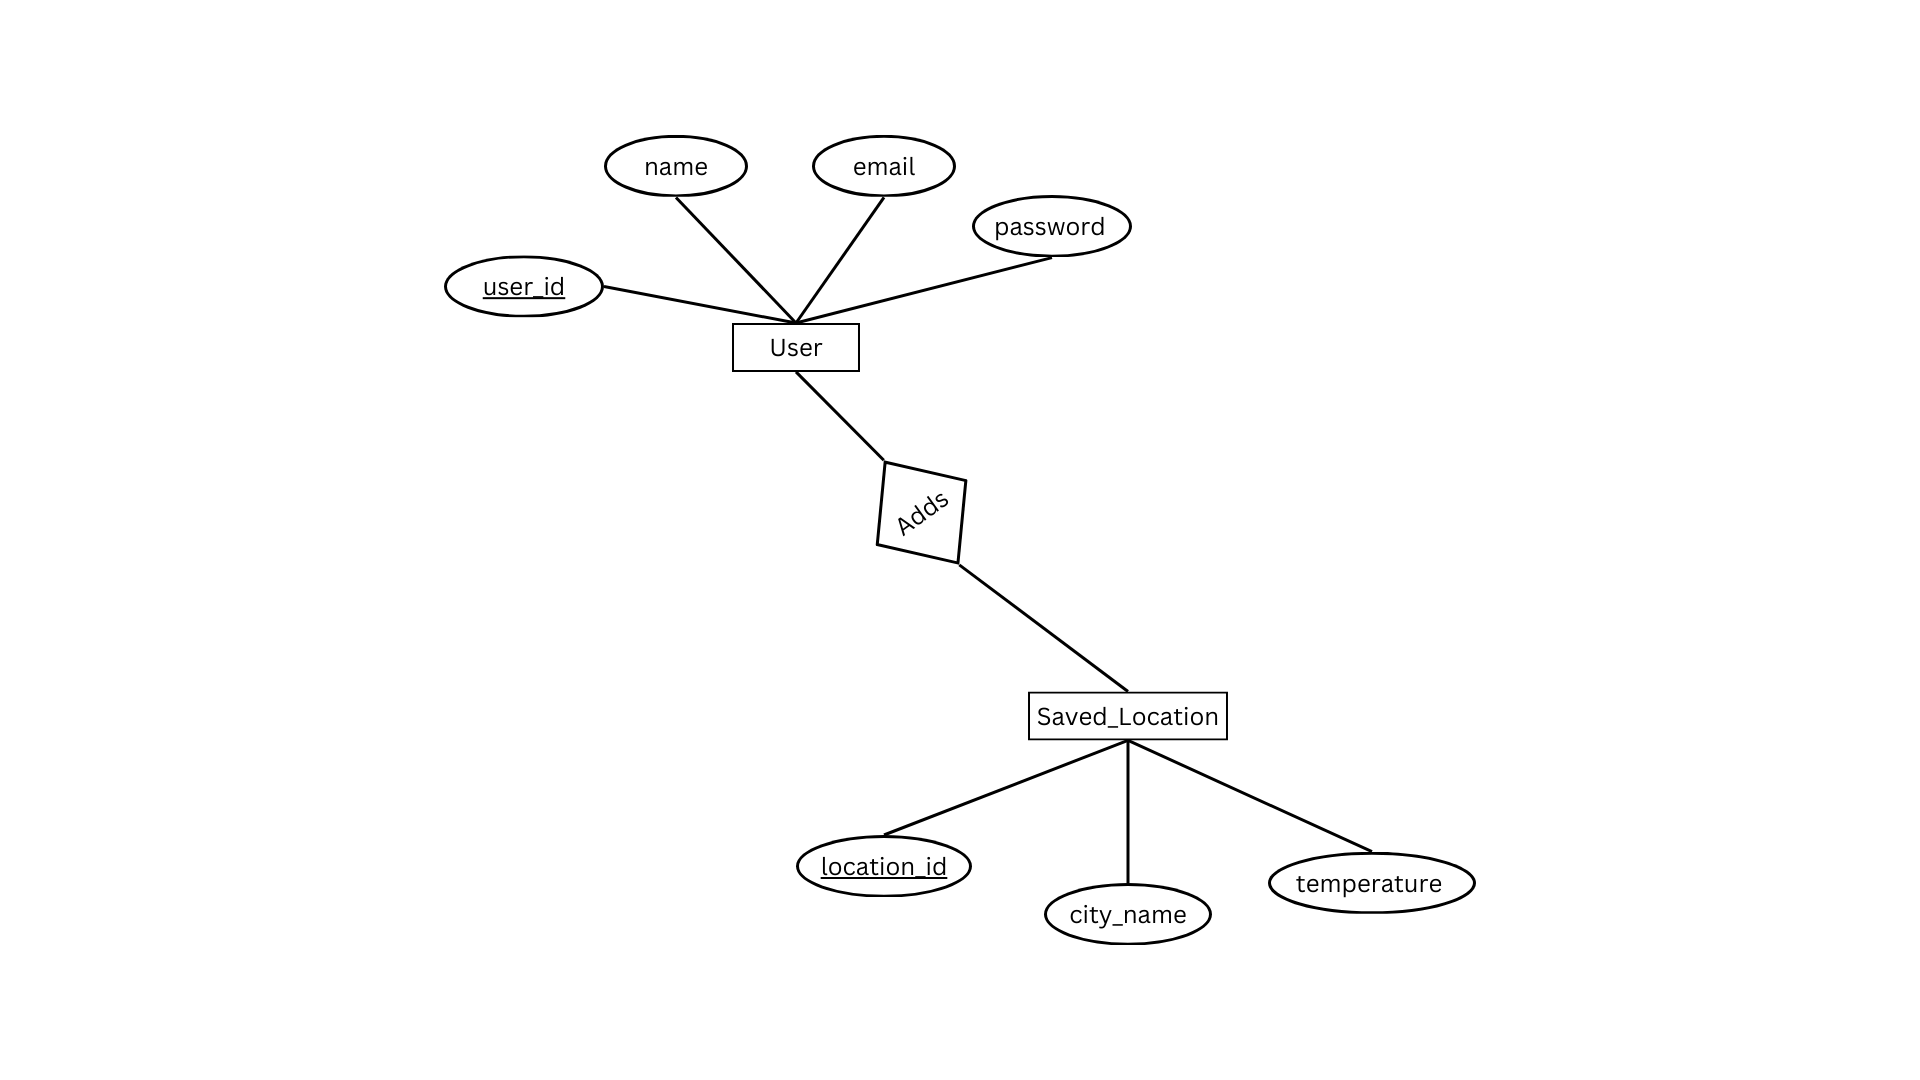 name
email
password
user_id
User
Adds
Saved_Location
location_id
city_name
temperature